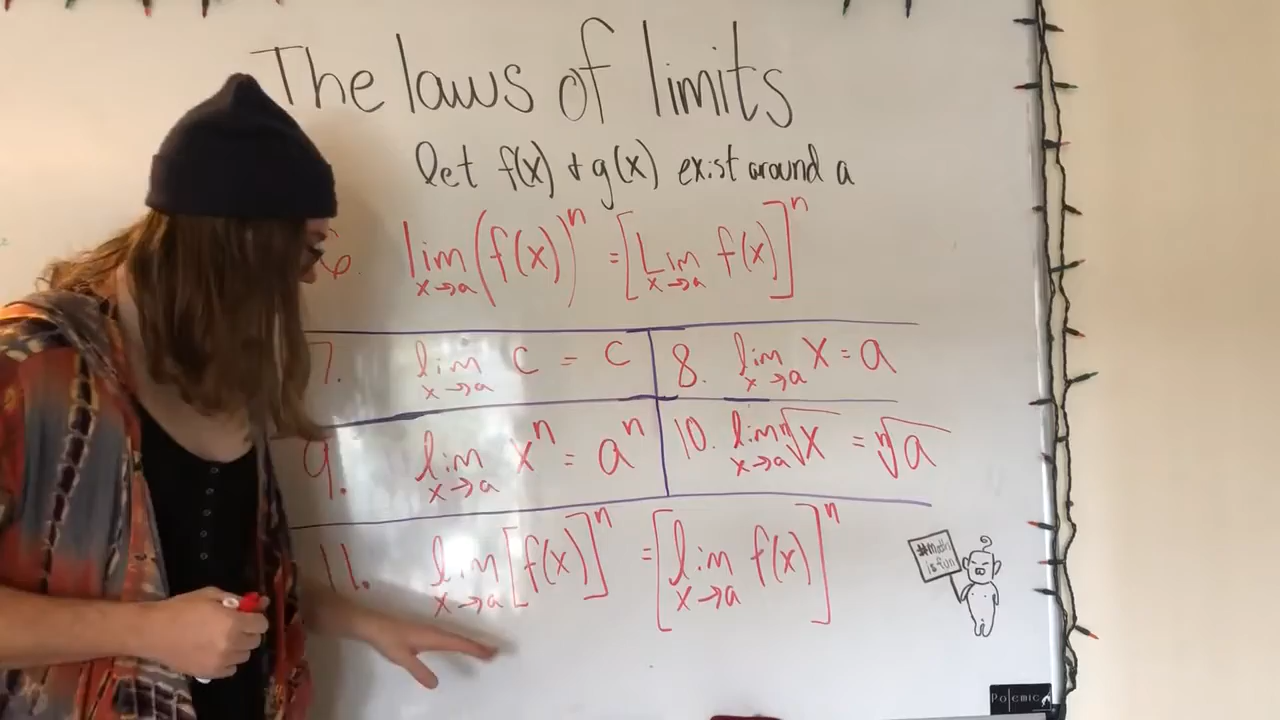 The laws of limits
let f(x) & g(x) exist around a
6. lim x→a (f(x))^n = [Lim x→a f(x)]^n
7. lim x→a c = c
8. lim x→a x = a
9. lim x→a x^n = a^n
10. lim x→a ⁿ√x = ⁿ√a
11. lim x→a [f(x)]^n = [lim x→a f(x)]^n
#math
is fun
Polemic